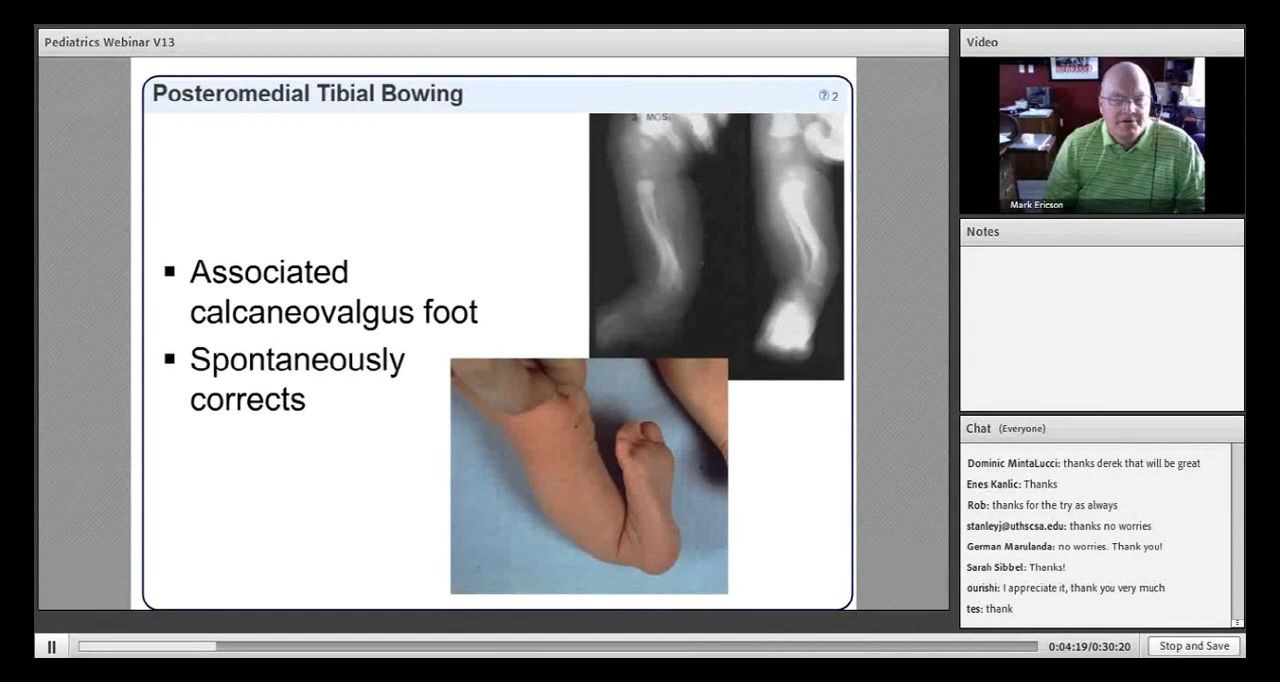 Pediatrics Webinar V13
Posteromedial Tibial Bowing
2
3 MOS.
▪ Associated
calcaneovalgus foot
▪ Spontaneously
corrects
Video
Mark Ericson
Notes
Chat (Everyone)
Dominic MintaLucci: thanks derek that will be great
Enes Kanlic: Thanks
Rob: thanks for the try as always
stanleyj@uthscsa.edu: thanks no worries
German Marulanda: no worries. Thank you!
Sarah Sibbel: Thanks!
ourishi: I appreciate it, thank you very much
tes: thank
0:04:19/0:30:20
Stop and Save